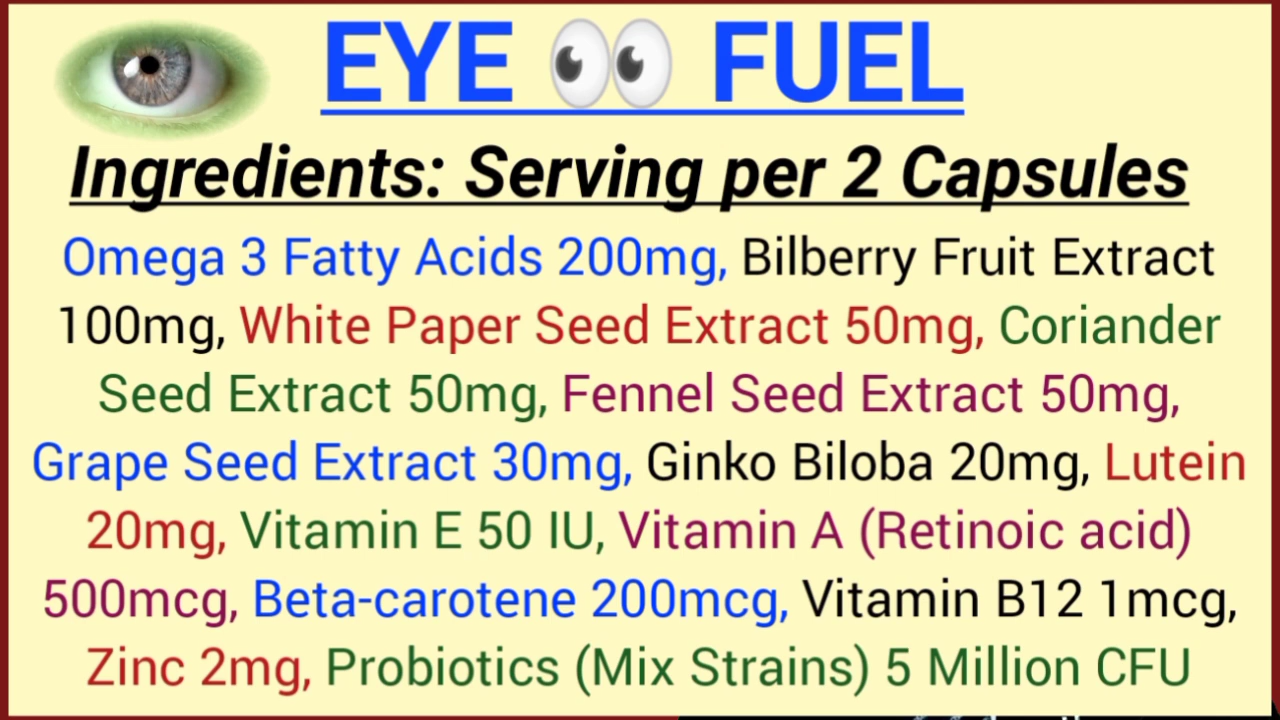 EYE 👀 FUEL
Ingredients: Serving per 2 Capsules
Omega 3 Fatty Acids 200mg, Bilberry Fruit Extract
100mg, White Paper Seed Extract 50mg, Coriander
Seed Extract 50mg, Fennel Seed Extract 50mg,
Grape Seed Extract 30mg, Ginko Biloba 20mg, Lutein
20mg, Vitamin E 50 IU, Vitamin A (Retinoic acid)
500mcg, Beta-carotene 200mcg, Vitamin B12 1mcg,
Zinc 2mg, Probiotics (Mix Strains) 5 Million CFU